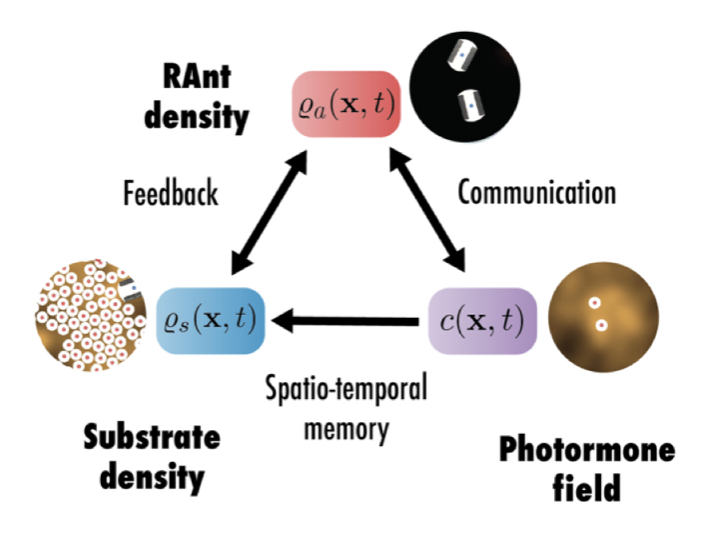 RAnt
density
ϱₐ(x, t)
Feedback
Communication
ϱₛ(x, t)
c(x, t)
Spatio-temporal
memory
Substrate
density
Photormone
field